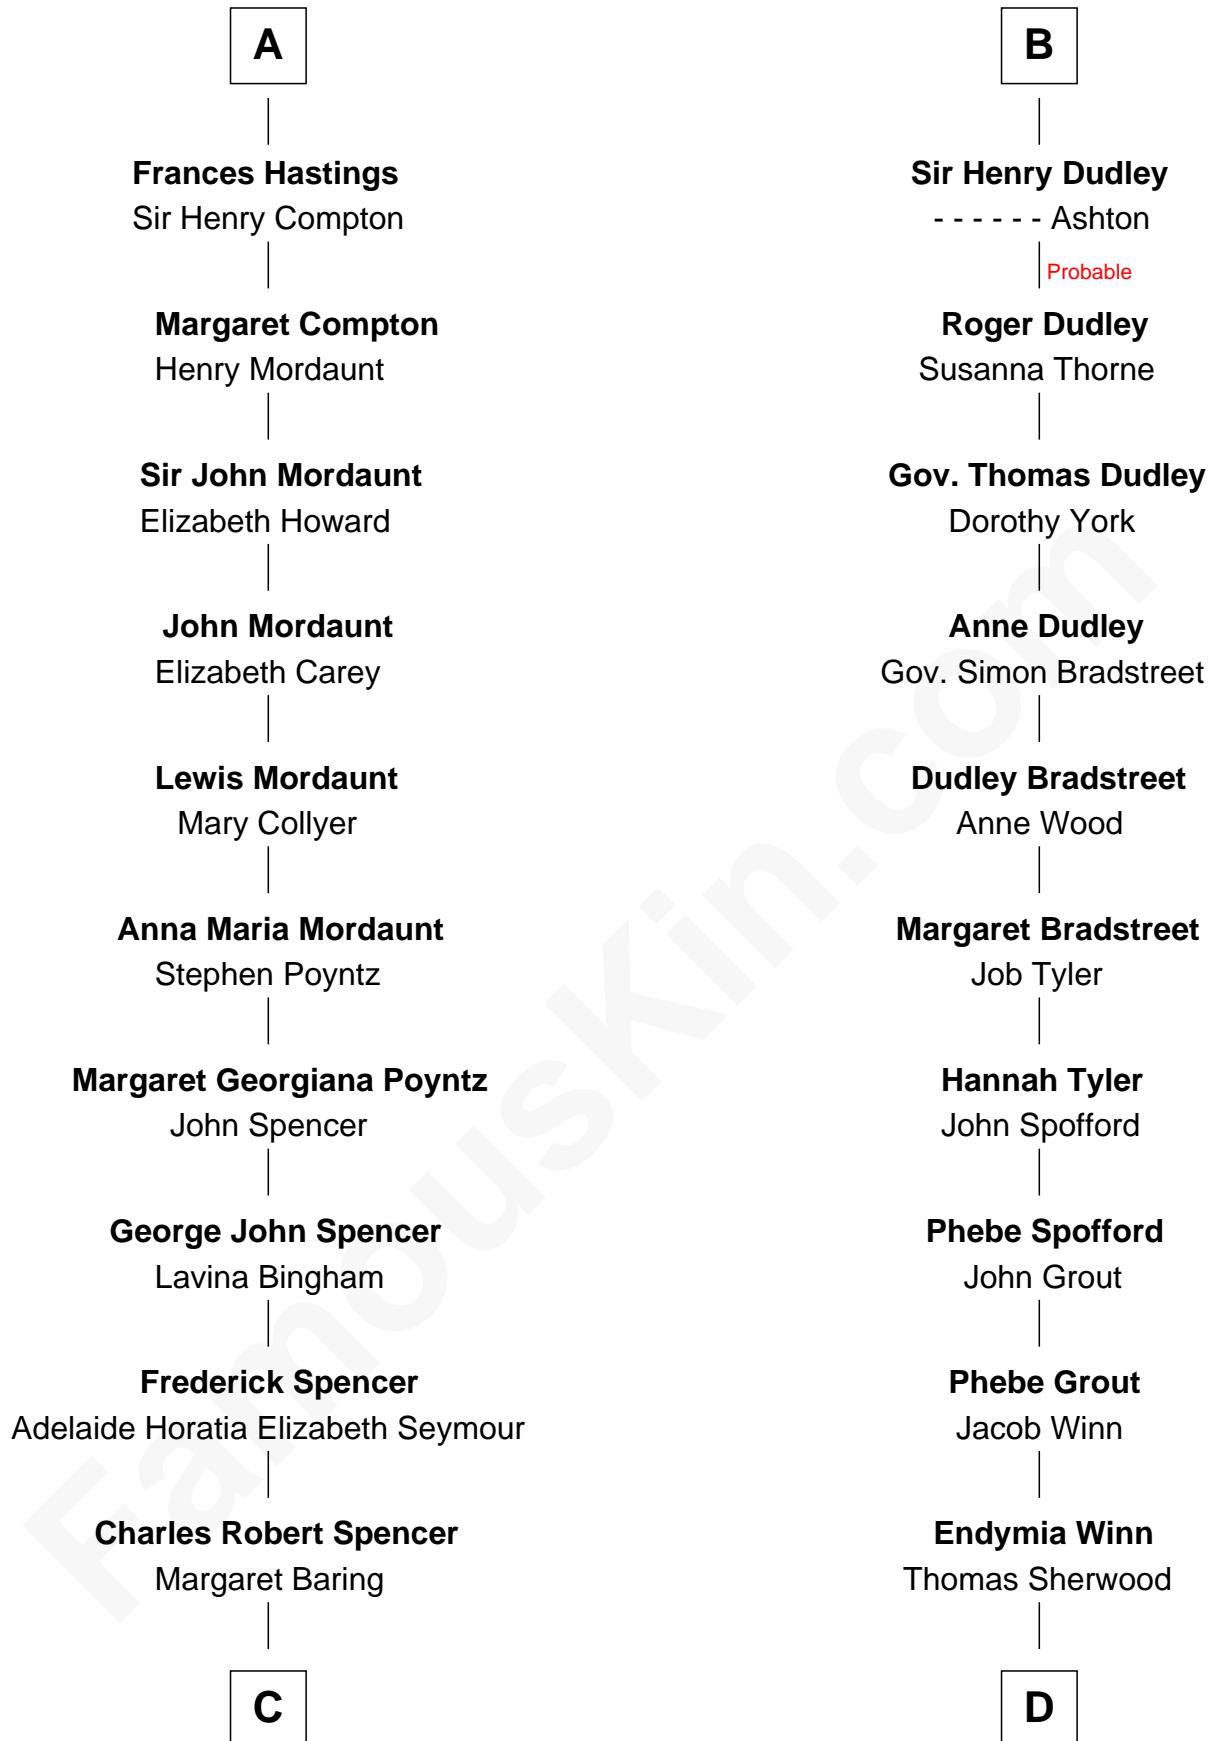 A
Frances Hastings
Sir Henry Compton
Margaret Compton
Henry Mordaunt
Sir John Mordaunt
Elizabeth Howard
John Mordaunt
Elizabeth Carey
Lewis Mordaunt
Mary Collyer
Anna Maria Mordaunt
Stephen Poyntz
Margaret Georgiana Poyntz
John Spencer
George John Spencer
Lavina Bingham
Frederick Spencer
Adelaide Horatia Elizabeth Seymour
Charles Robert Spencer
Margaret Baring
C
B
Sir Henry Dudley
- - - - - - Ashton
Probable
Roger Dudley
Susanna Thorne
Gov. Thomas Dudley
Dorothy York
Anne Dudley
Gov. Simon Bradstreet
Dudley Bradstreet
Anne Wood
Margaret Bradstreet
Job Tyler
Hannah Tyler
John Spofford
Phebe Spofford
John Grout
Phebe Grout
Jacob Winn
Endymia Winn
Thomas Sherwood
D
FamousKin.com